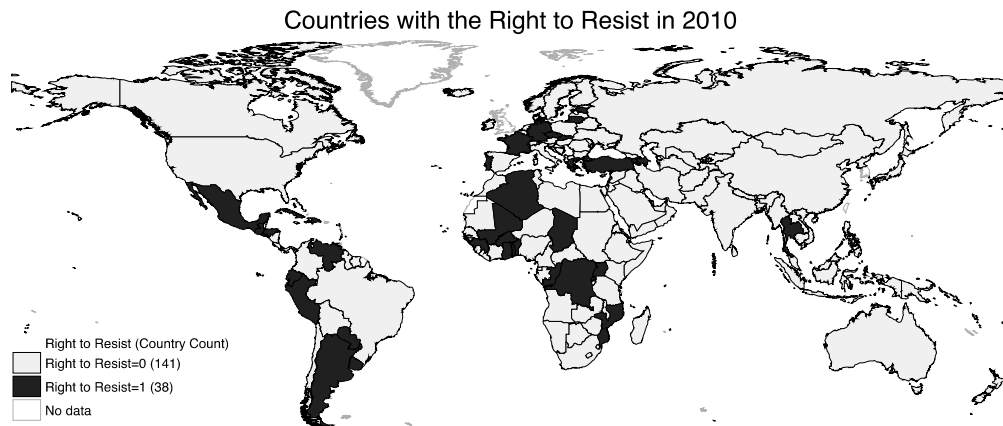 Countries with the Right to Resist in 2010
Right to Resist (Country Count)
Right to Resist=0 (141)
Right to Resist=1 (38)
No data